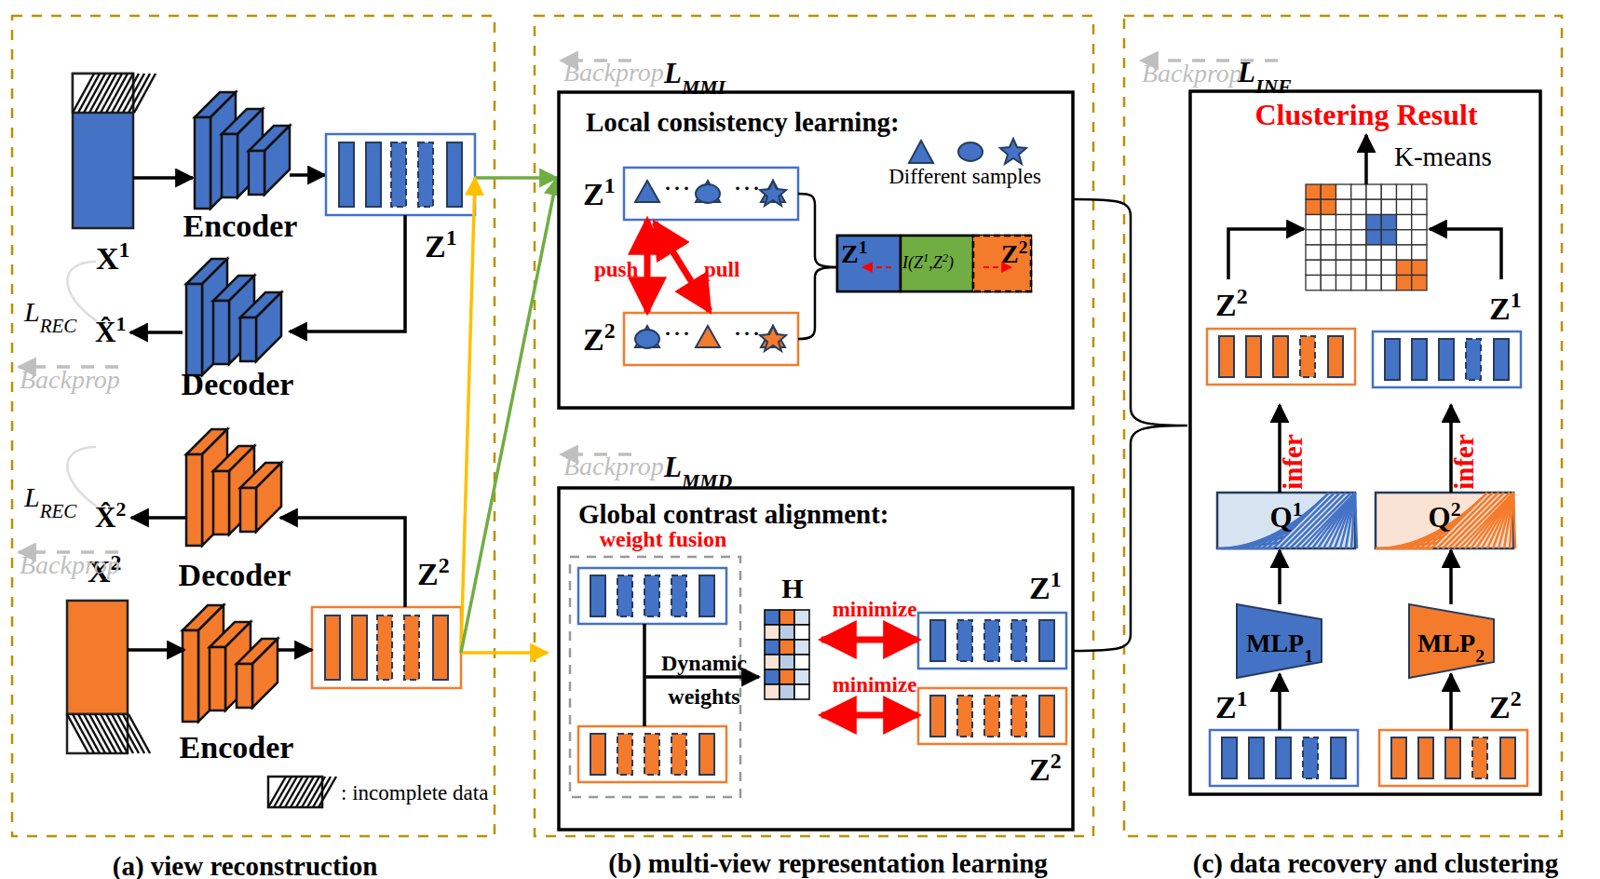 Encoder
X¹
Z¹
L_REC
X̂¹
Backprop
Decoder
L_REC
X̂²
Backprop
X²
Decoder
Z²
Encoder
: incomplete data
(a) view reconstruction
Backprop L_MMI
Local consistency learning:
Different samples
Z¹
··· ···
push pull
Z¹ I(Z¹,Z²) Z²
Z²
··· ···
Backprop L_MMD
Global contrast alignment:
weight fusion
H
Z¹
minimize
Dynamic
weights
minimize
Z²
(b) multi-view representation learning
Backprop L_INF
Clustering Result
K-means
Z² Z¹
infer infer
Q¹ Q²
MLP₁ MLP₂
Z¹ Z²
(c) data recovery and clustering